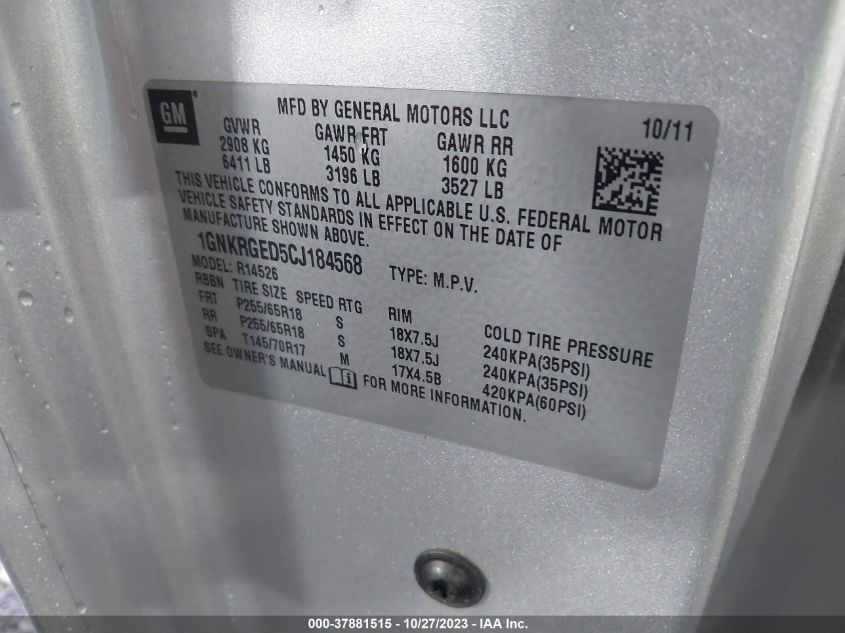 GM ®
MFD BY GENERAL MOTORS LLC 10/11
GVWR GAWR FRT GAWR RR
2908 KG 1450 KG 1600 KG
6411 LB 3196 LB 3527 LB
THIS VEHICLE CONFORMS TO ALL APPLICABLE U.S. FEDERAL MOTOR
VEHICLE SAFETY STANDARDS IN EFFECT ON THE DATE OF
MANUFACTURE SHOWN ABOVE.
1GNKRGED5CJ184568 TYPE: M.P.V.
MODEL: R14526
RBBN TIRE SIZE SPEED RTG RIM COLD TIRE PRESSURE
FRT P255/65R18 S 18X7.5J 240KPA(35PSI)
RR P255/65R18 S 18X7.5J 240KPA(35PSI)
SPA T145/70R17 M 17X4.5B 420KPA(60PSI)
SEE OWNER'S MANUAL FOR MORE INFORMATION.
000-37881515 - 10/27/2023 - IAA Inc.